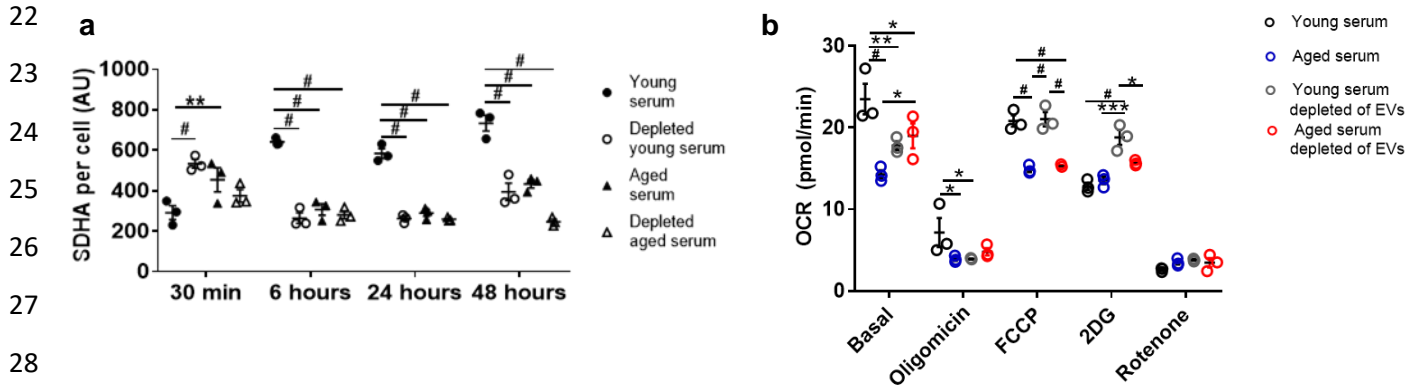 22
23
24
25
26
27
28
a
SDHA per cell (AU)
1000
800
600
400
200
0
**
#
#
#
#
#
#
#
#
#
#
30 min
6 hours
24 hours
48 hours
Young
serum
Depleted
young serum
Aged
serum
Depleted
aged serum
b
OCR (pmol/min)
30
20
10
0
*
**
#
*
*
*
#
#
#
#
*
#
***
Basal
Oligomicin
FCCP
2DG
Rotenone
Young serum
Aged serum
Young serum
depleted of EVs
Aged serum
depleted of EVs